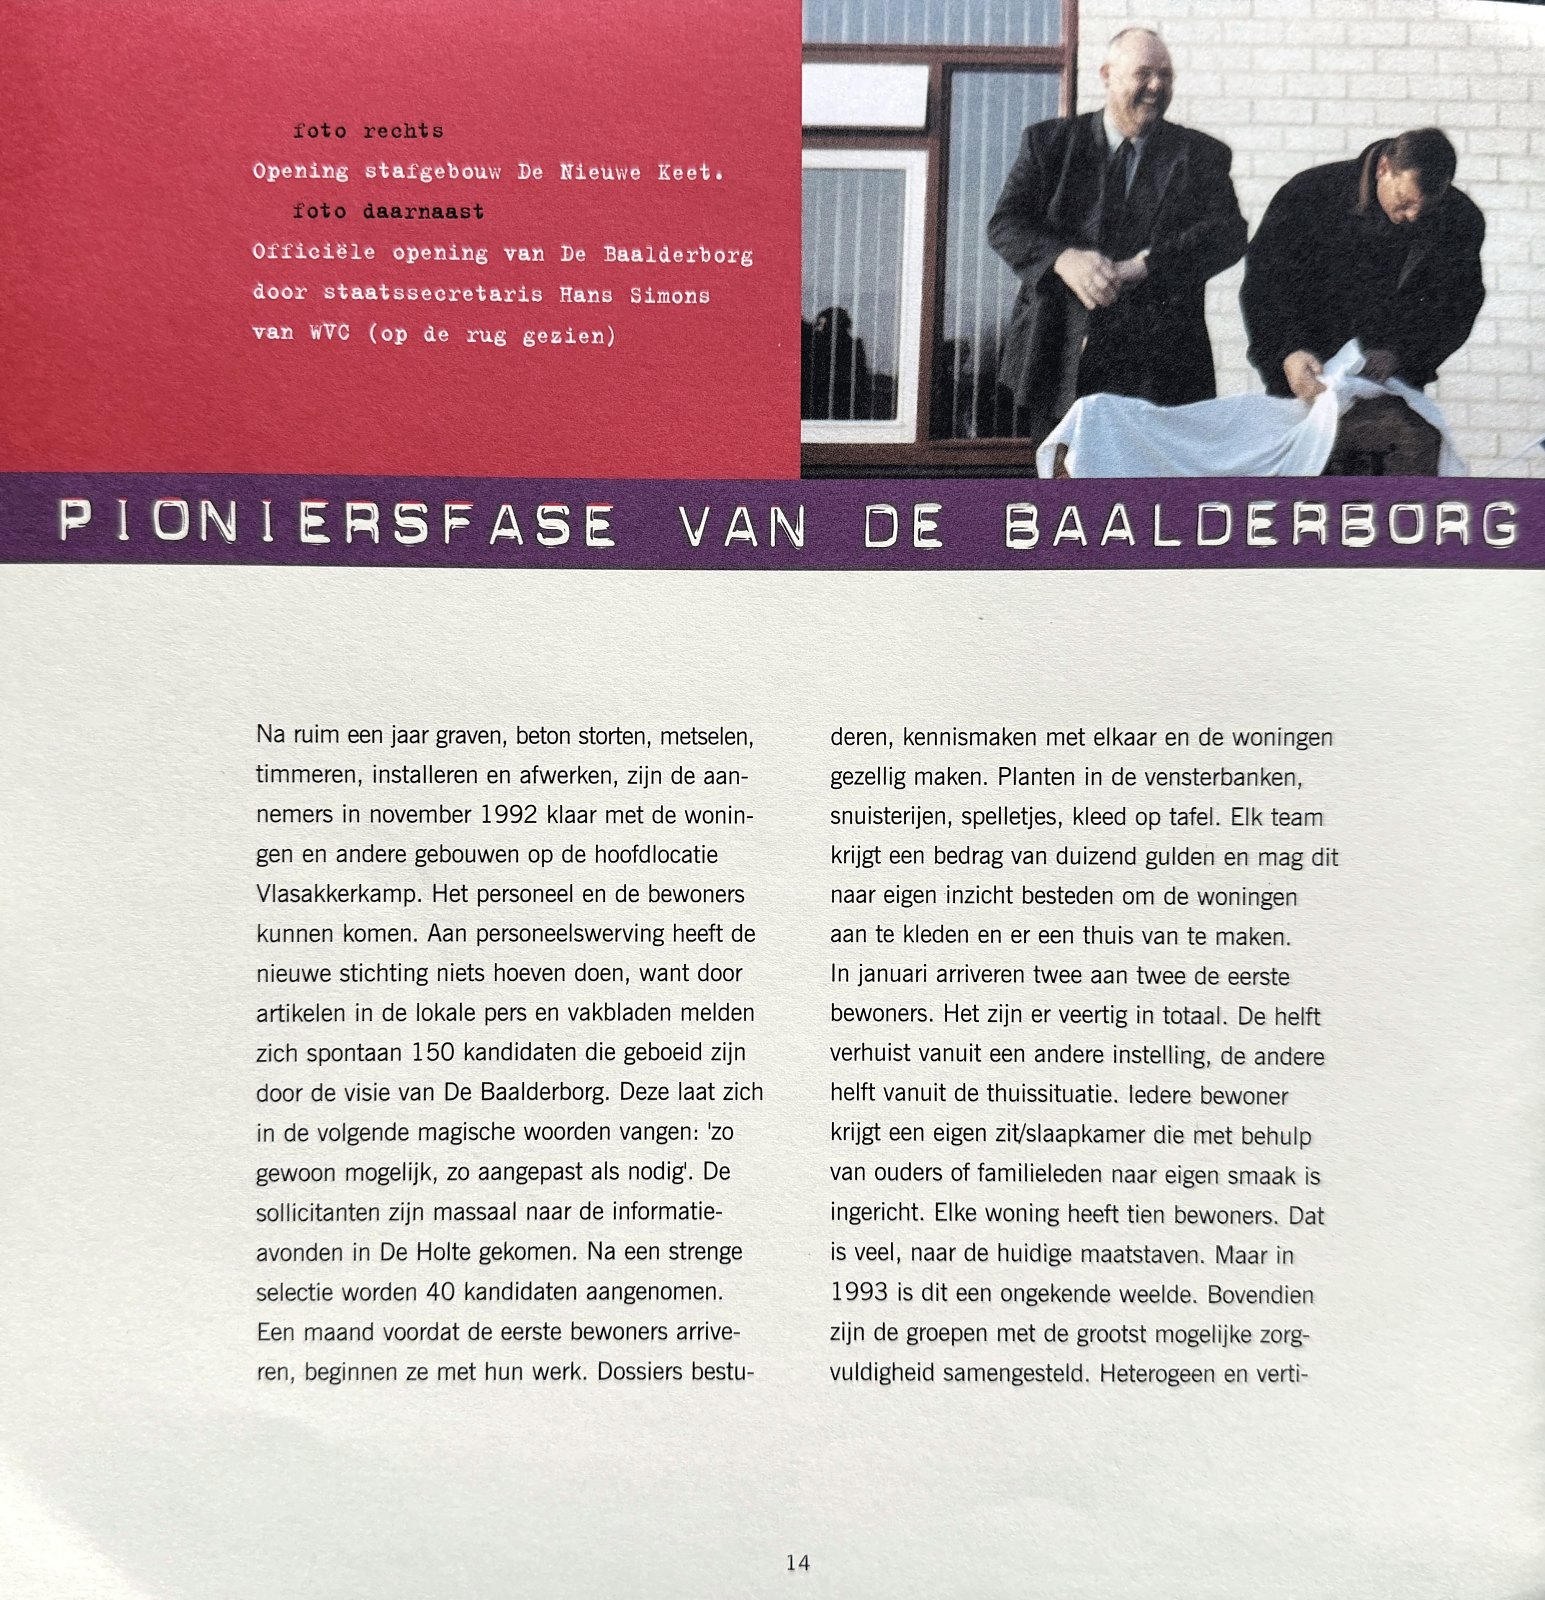 foto rechts
Opening stafgebouw De Nieuwe Keet.
foto daarnaast
Officiële opening van De Baalderborg
door staatssecretaris Hans Simons
van WVC (op de rug gezien)
PIONIERSFASE VAN DE BAALDERBORG
Na ruim een jaar graven, beton storten, metselen,
timmeren, installeren en afwerken, zijn de aan-
nemers in november 1992 klaar met de wonin-
gen en andere gebouwen op de hoofdlocatie
Vlasakkerkamp. Het personeel en de bewoners
kunnen komen. Aan personeelswerving heeft de
nieuwe stichting niets hoeven doen, want door
artikelen in de lokale pers en vakbladen melden
zich spontaan 150 kandidaten die geboeid zijn
door de visie van De Baalderborg. Deze laat zich
in de volgende magische woorden vangen: 'zo
gewoon mogelijk, zo aangepast als nodig'. De
sollicitanten zijn massaal naar de informatie-
avonden in De Holte gekomen. Na een strenge
selectie worden 40 kandidaten aangenomen.
Een maand voordat de eerste bewoners arrive-
ren, beginnen ze met hun werk. Dossiers bestu-
deren, kennismaken met elkaar en de woningen
gezellig maken. Planten in de vensterbanken,
snuisterijen, spelletjes, kleed op tafel. Elk team
krijgt een bedrag van duizend gulden en mag dit
naar eigen inzicht besteden om de woningen
aan te kleden en er een thuis van te maken.
In januari arriveren twee aan twee de eerste
bewoners. Het zijn er veertig in totaal. De helft
verhuist vanuit een andere instelling, de andere
helft vanuit de thuissituatie. Iedere bewoner
krijgt een eigen zit/slaapkamer die met behulp
van ouders of familieleden naar eigen smaak is
ingericht. Elke woning heeft tien bewoners. Dat
is veel, naar de huidige maatstaven. Maar in
1993 is dit een ongekende weelde. Bovendien
zijn de groepen met de grootst mogelijke zorg-
vuldigheid samengesteld. Heterogeen en verti-
14